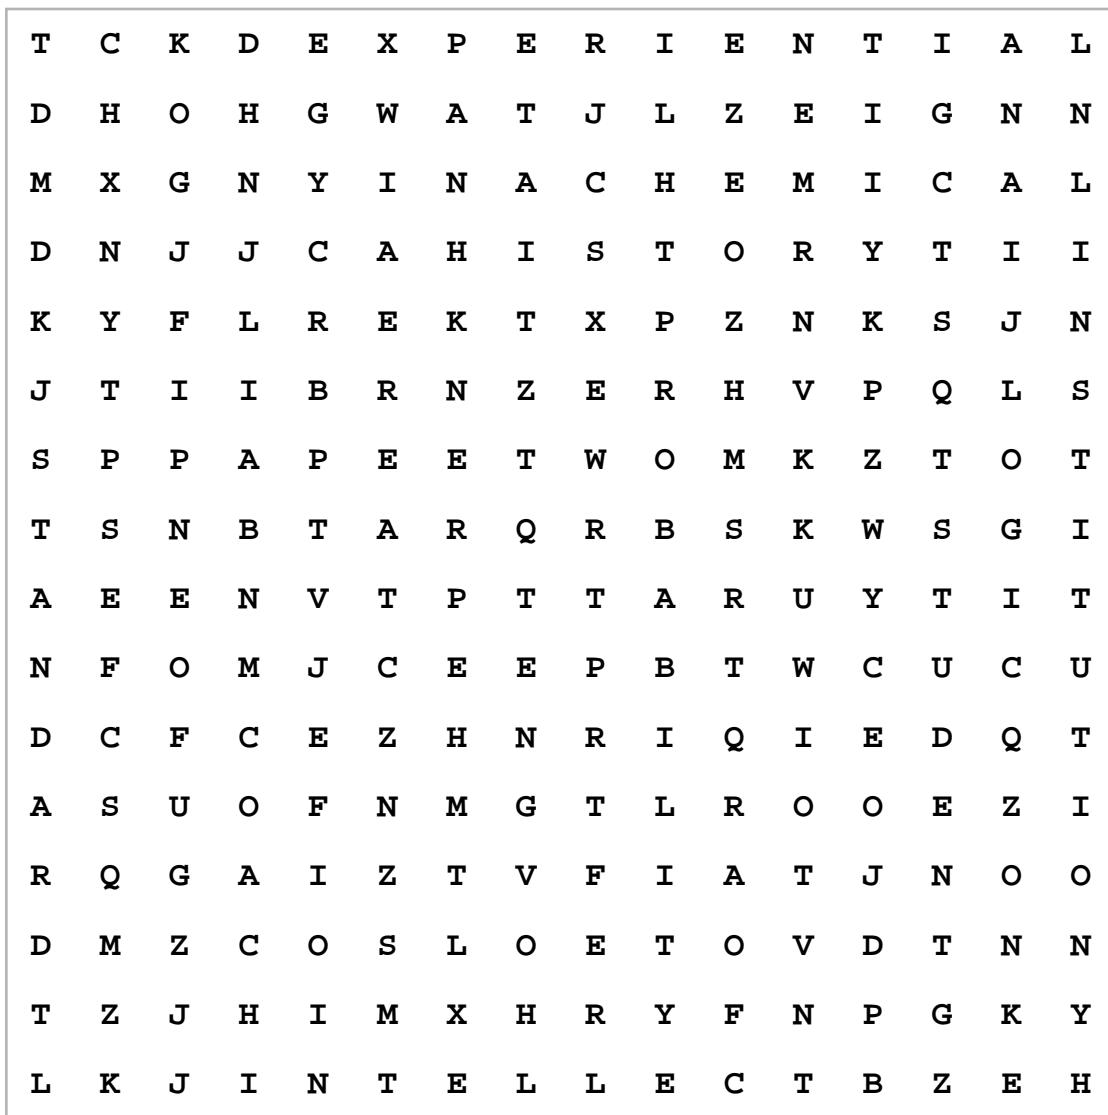 T C K D E X P E R I E N T I A L
D H O H G W A T J L Z E I G N N
M X G N Y I N A C H E M I C A L
D N J J C A H I S T O R Y T I I
K Y F L R E K T X P Z N K S J N
J T I I B R N Z E R H V P Q L S
S P P A P E E T W O M K Z T O T
T S N B T A R Q R B S K W S G I
A E E N V T P T T A R U Y T I T
N F O M J C E E P B T W C U C U
D C F C E Z H N R I Q I E D Q T
A S U O F N M G T L R O O E Z I
R Q G A I Z T V F I A T J N O O
D M Z C O S L O E T O V D T N N
T Z J H I M X H R Y F N P G K Y
L K J I N T E L L E C T B Z E H